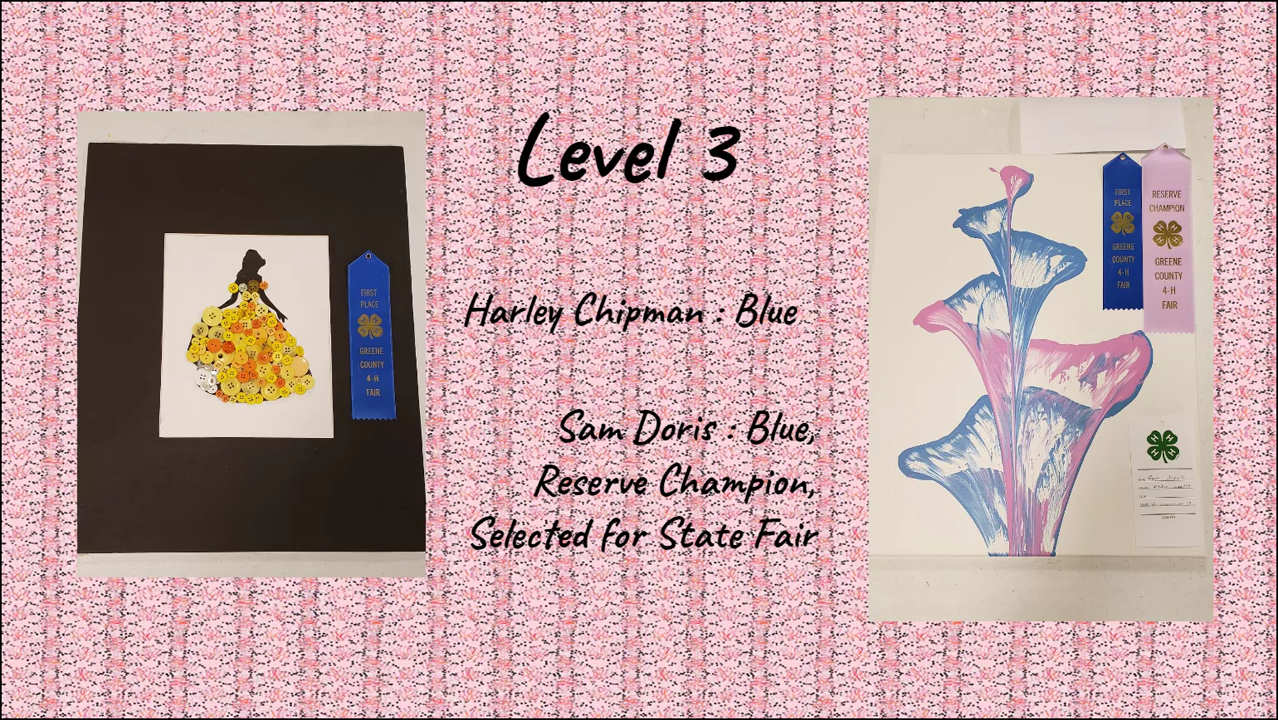 Level 3
Harley Chipman : Blue
Sam Doris : Blue,
Reserve Champion,
Selected for State Fair
FIRST
PLACE
GREENE
COUNTY
4-H
FAIR
FIRST
PLACE
GREENE
COUNTY
4-H
FAIR
RESERVE
CHAMPION
GREENE
COUNTY
4-H
FAIR